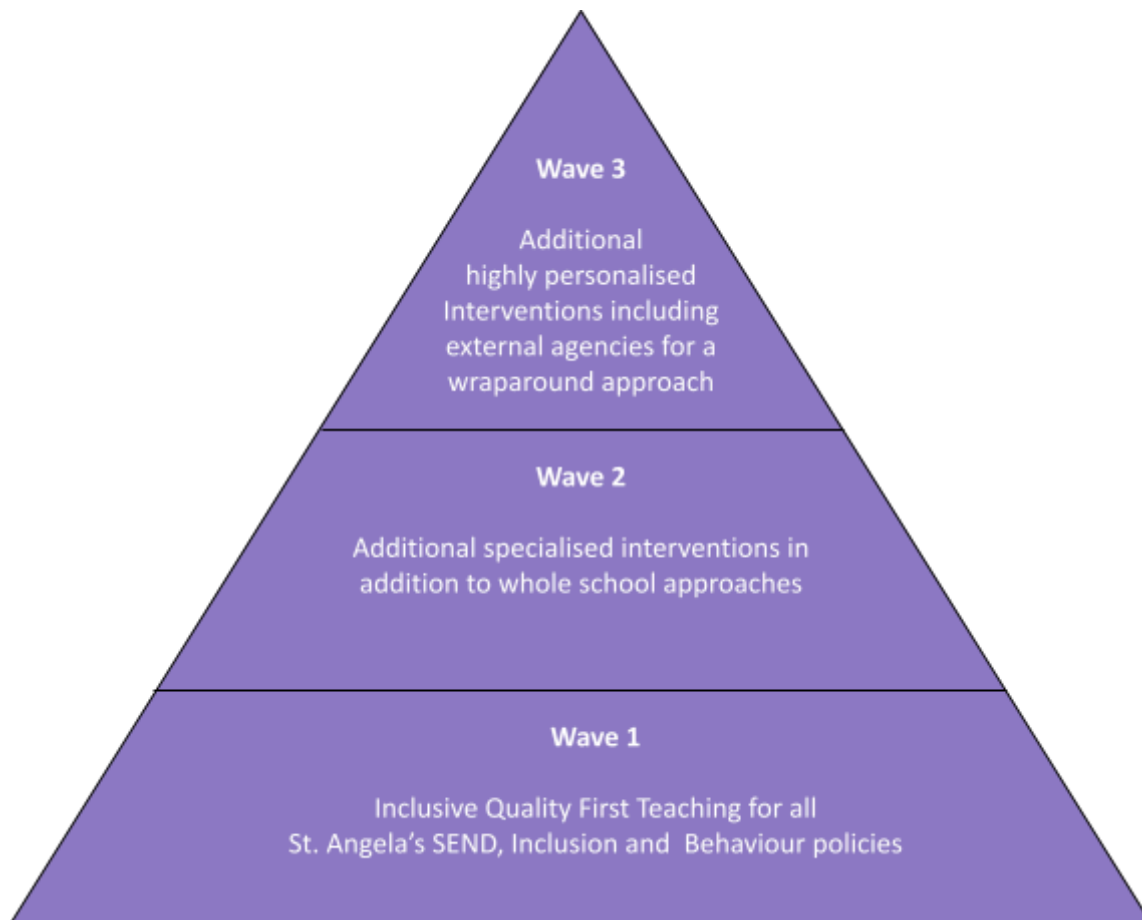 Wave 3
Additional
highly personalised
Interventions including
external agencies for a
wraparound approach
Wave 2
Additional specialised interventions in
addition to whole school approaches
Wave 1
Inclusive Quality First Teaching for all
St. Angela’s SEND, Inclusion and  Behaviour policies